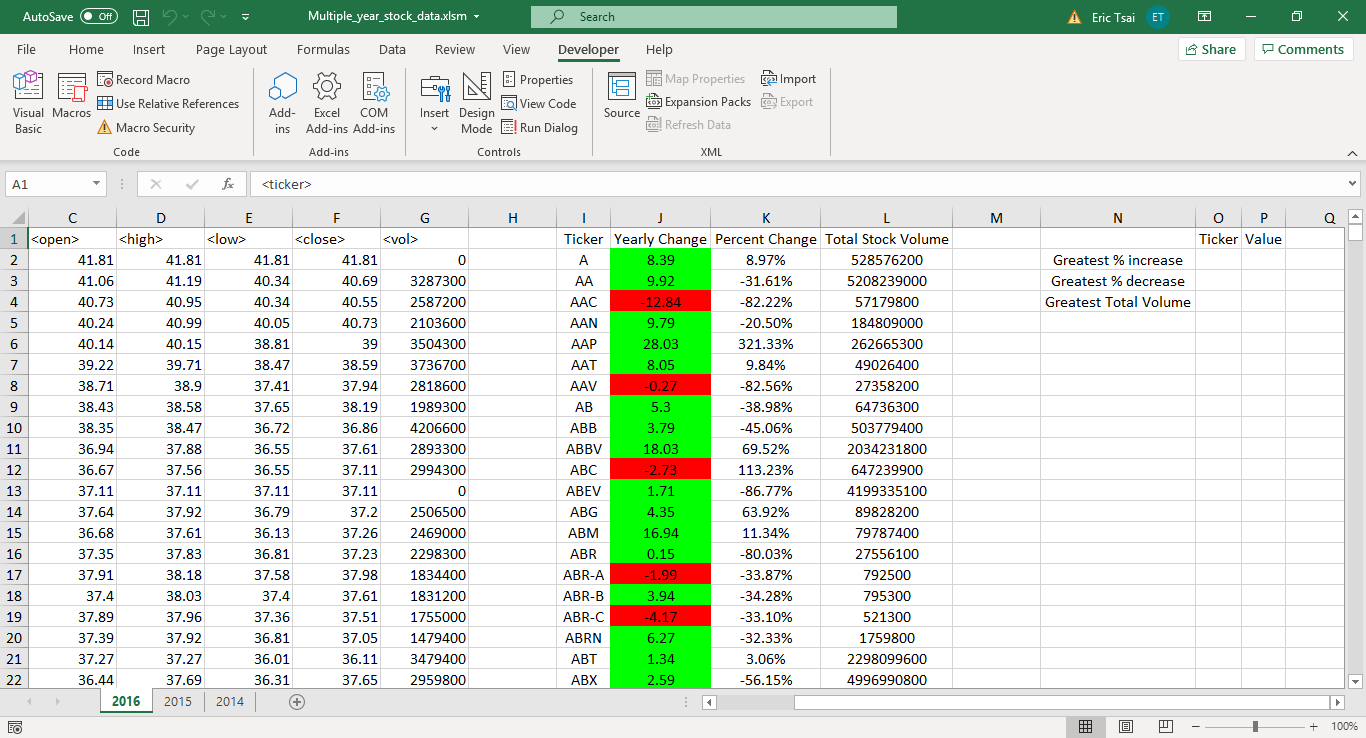 AutoSave Off Multiple_year_stock_data.xlsm Search Eric Tsai ET
File Home Insert Page Layout Formulas Data Review View Developer Help Share Comments
Visual Basic Macros Record Macro Use Relative References Macro Security Code
Add-ins Excel Add-ins COM Add-ins Add-ins
Insert Design Mode Properties View Code Run Dialog Controls
Source Map Properties Expansion Packs Refresh Data Import Export XML
A1 fx <ticker>
C D E F G H I J K L M N O P Q
1 <open> <high> <low> <close> <vol> Ticker Yearly Change Percent Change Total Stock Volume Ticker Value
2 41.81 41.81 41.81 41.81 0 A 8.39 8.97% 528576200 Greatest % increase
3 41.06 41.19 40.34 40.69 3287300 AA 9.92 -31.61% 5208239000 Greatest % decrease
4 40.73 40.95 40.34 40.55 2587200 AAC -12.84 -82.22% 57179800 Greatest Total Volume
5 40.24 40.99 40.05 40.73 2103600 AAN 9.79 -20.50% 184809000
6 40.14 40.15 38.81 39 3504300 AAP 28.03 321.33% 262665300
7 39.22 39.71 38.47 38.59 3736700 AAT 8.05 9.84% 49026400
8 38.71 38.9 37.41 37.94 2818600 AAV -0.27 -82.56% 27358200
9 38.43 38.58 37.65 38.19 1989300 AB 5.3 -38.98% 64736300
10 38.35 38.47 36.72 36.86 4206600 ABB 3.79 -45.06% 503779400
11 36.94 37.88 36.55 37.61 2893300 ABBV 18.03 69.52% 2034231800
12 36.67 37.56 36.55 37.11 2994300 ABC -2.73 113.23% 647239900
13 37.11 37.11 37.11 37.11 0 ABEV 1.71 -86.77% 4199335100
14 37.64 37.92 36.79 37.2 2506500 ABG 4.35 63.92% 89828200
15 36.68 37.61 36.13 37.26 2469000 ABM 16.94 11.34% 79787400
16 37.35 37.83 36.81 37.23 2298300 ABR 0.15 -80.03% 27556100
17 37.91 38.18 37.58 37.98 1834400 ABR-A -1.99 -33.87% 792500
18 37.4 38.03 37.4 37.61 1831200 ABR-B 3.94 -34.28% 795300
19 37.89 37.96 37.36 37.51 1755000 ABR-C -4.17 -33.10% 521300
20 37.39 37.92 36.81 37.05 1479400 ABRN 6.27 -32.33% 1759800
21 37.27 37.27 36.01 36.11 3479400 ABT 1.34 3.06% 2298099600
22 36.44 37.69 36.31 37.65 2959800 ABX 2.59 -56.15% 4996990800
2016 2015 2014
100%